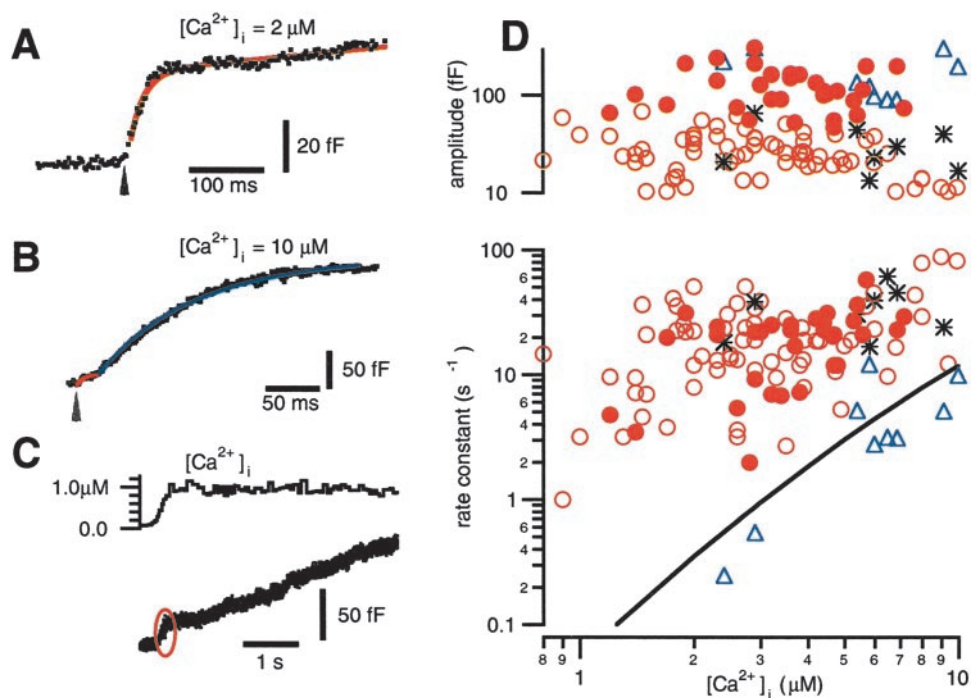 A
[Ca2+]i = 2 µM
20 fF
100 ms
B
[Ca2+]i = 10 µM
50 fF
50 ms
C
[Ca2+]i
1.0µM
0.0
50 fF
1 s
D
amplitude (fF)
100
10
rate constant (s-1)
100
6
4
2
10
6
4
2
1
6
4
2
0.1
8 9 1 2 3 4 5 6 7 8 9 10
[Ca2+]i (µM)